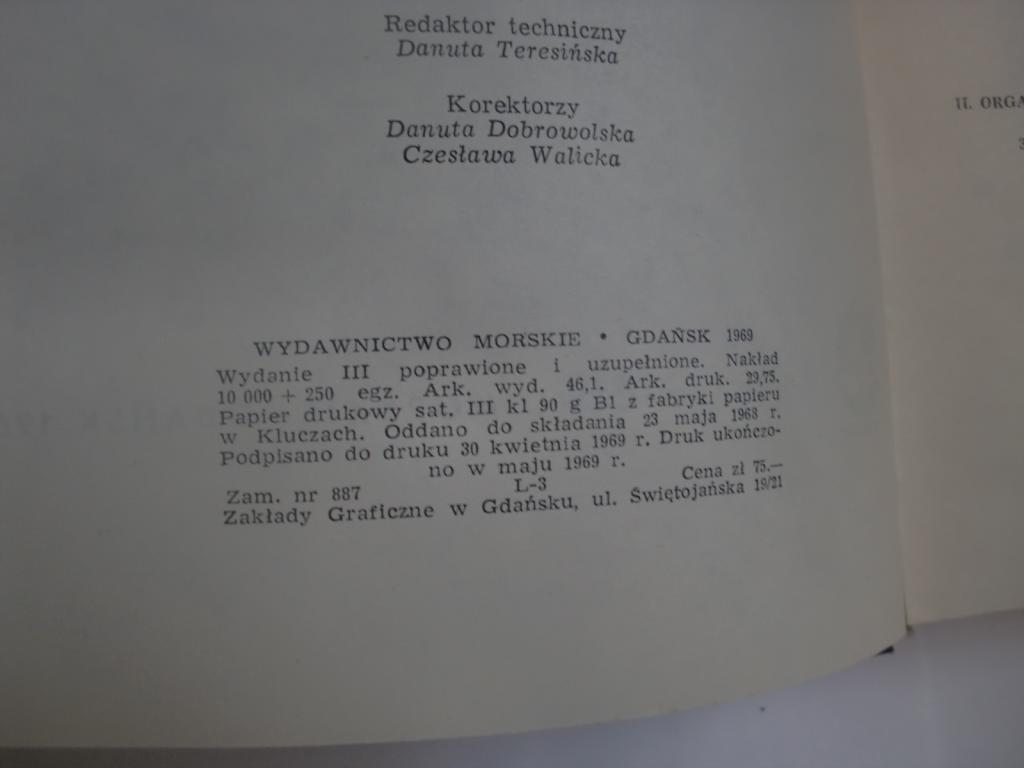 Redaktor techniczny
Danuta Teresińska
Korektorzy
Danuta Dobrowolska
Czesława Walicka
WYDAWNICTWO MORSKIE • GDAŃSK 1969
Wydanie III poprawione i uzupełnione. Nakład
10 000 + 250 egz. Ark. wyd. 46,1. Ark. druk. 29,75.
Papier drukowy sat. III kl 90 g B1 z fabryki papieru
w Kluczach. Oddano do składania 23 maja 1968 r.
Podpisano do druku 30 kwietnia 1969 r. Druk ukończo-
no w maju 1969 r.
Zam. nr 887 L-3 Cena zł 75.—
Zakłady Graficzne w Gdańsku, ul. Świętojańska 19/21
II. ORGA
3